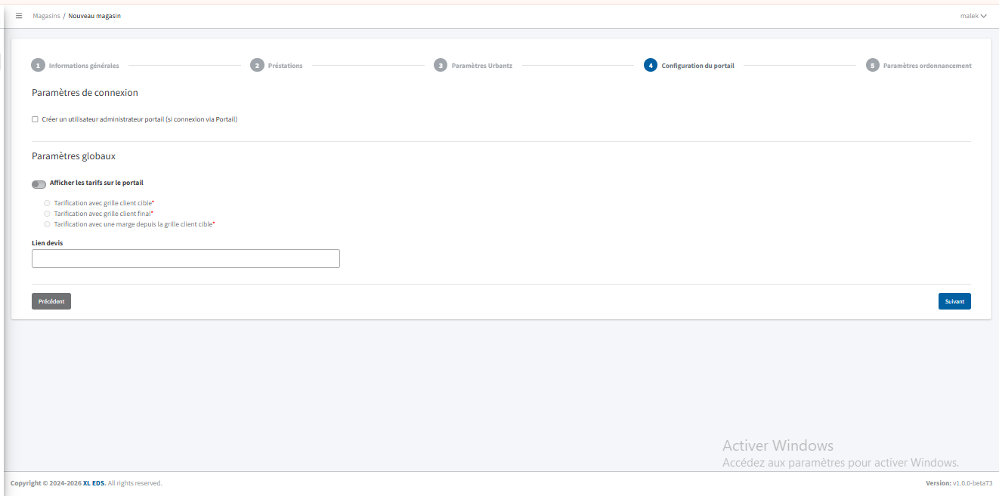 Magasins / Nouveau magasin malek
1 Informations générales 2 Préstations 3 Paramètres Urbantz 4 Configuration du portail 5 Paramètres ordonnancement
Paramètres de connexion
Créer un utilisateur administrateur portail (si connexion via Portail)
Paramètres globaux
Afficher les tarifs sur le portail
Tarification avec grille client cible*
Tarification avec grille client final*
Tarification avec une marge depuis la grille client cible*
Lien devis
Précédent Suivant
Activer Windows
Accédez aux paramètres pour activer Windows.
Copyright © 2024-2026 XL EDS. All rights reserved. Version: v1.0.0-beta73